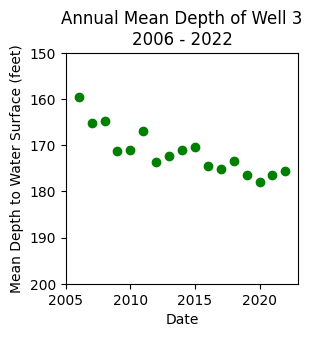 Annual Mean Depth of Well 3
2006 - 2022
Mean Depth to Water Surface (feet)
150
160
170
180
190
200
2005
2010
2015
2020
Date